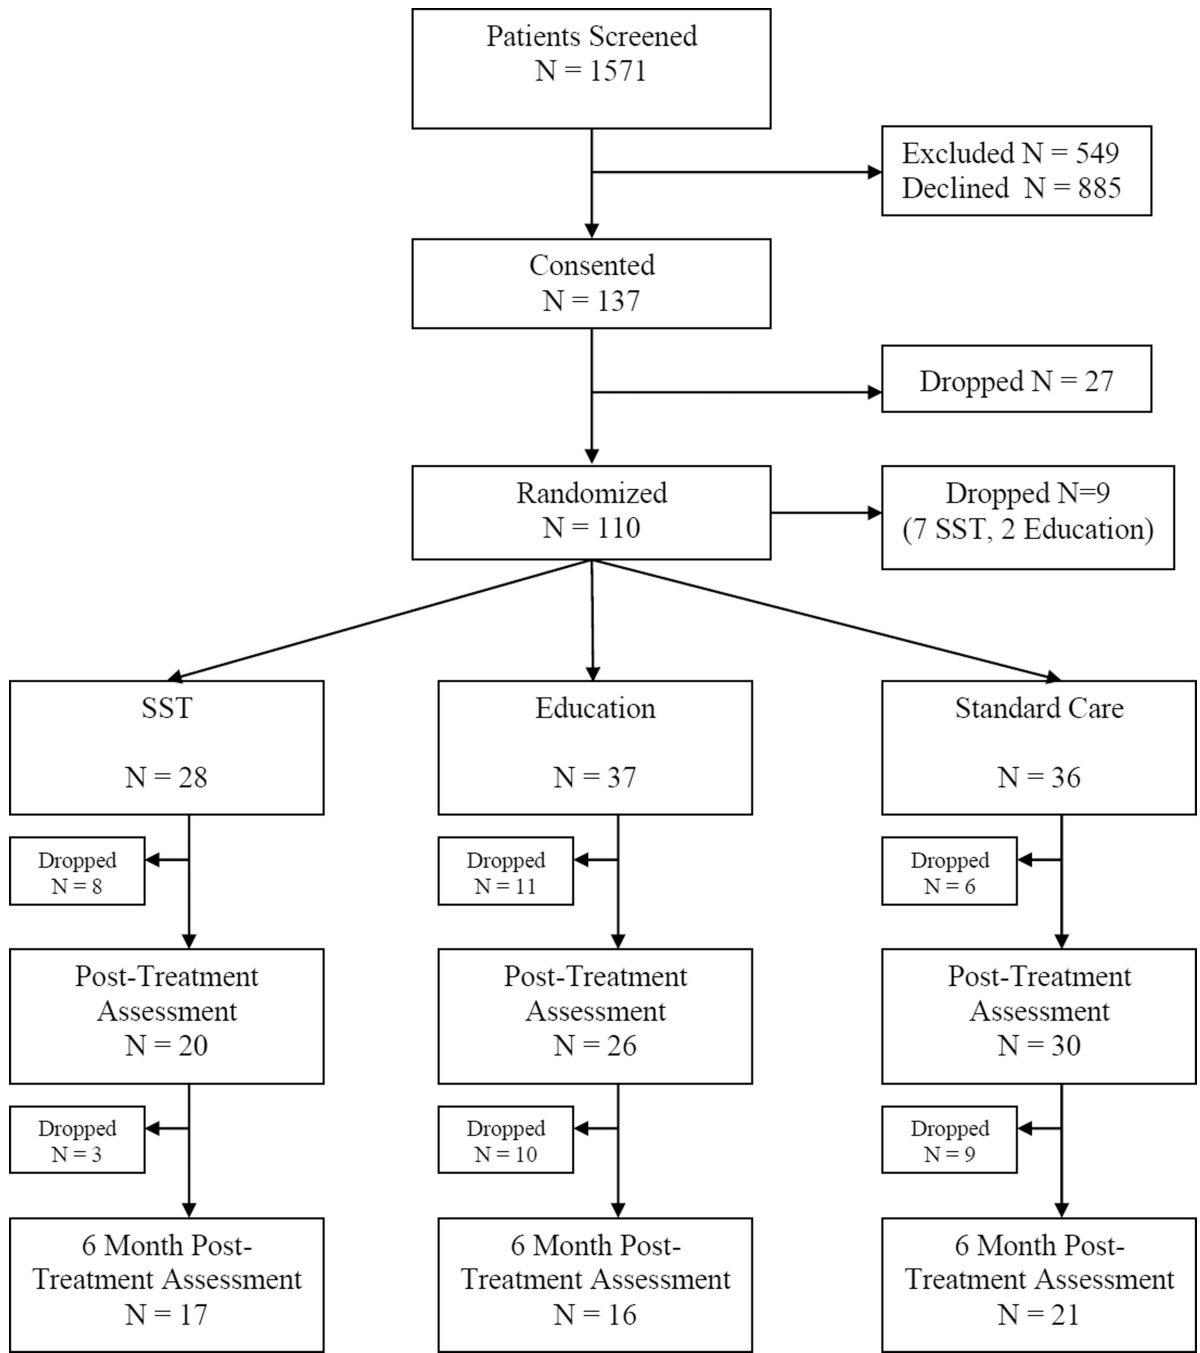 Patients Screened
N = 1571
Excluded N = 549
Declined N = 885
Consented
N = 137
Dropped N = 27
Randomized
N = 110
Dropped N=9
(7 SST, 2 Education)
SST
N = 28
Education
N = 37
Standard Care
N = 36
Dropped
N = 8
Dropped
N = 11
Dropped
N = 6
Post-Treatment
Assessment
N = 20
Post-Treatment
Assessment
N = 26
Post-Treatment
Assessment
N = 30
Dropped
N = 3
Dropped
N = 10
Dropped
N = 9
6 Month Post-
Treatment Assessment
N = 17
6 Month Post-
Treatment Assessment
N = 16
6 Month Post-
Treatment Assessment
N = 21